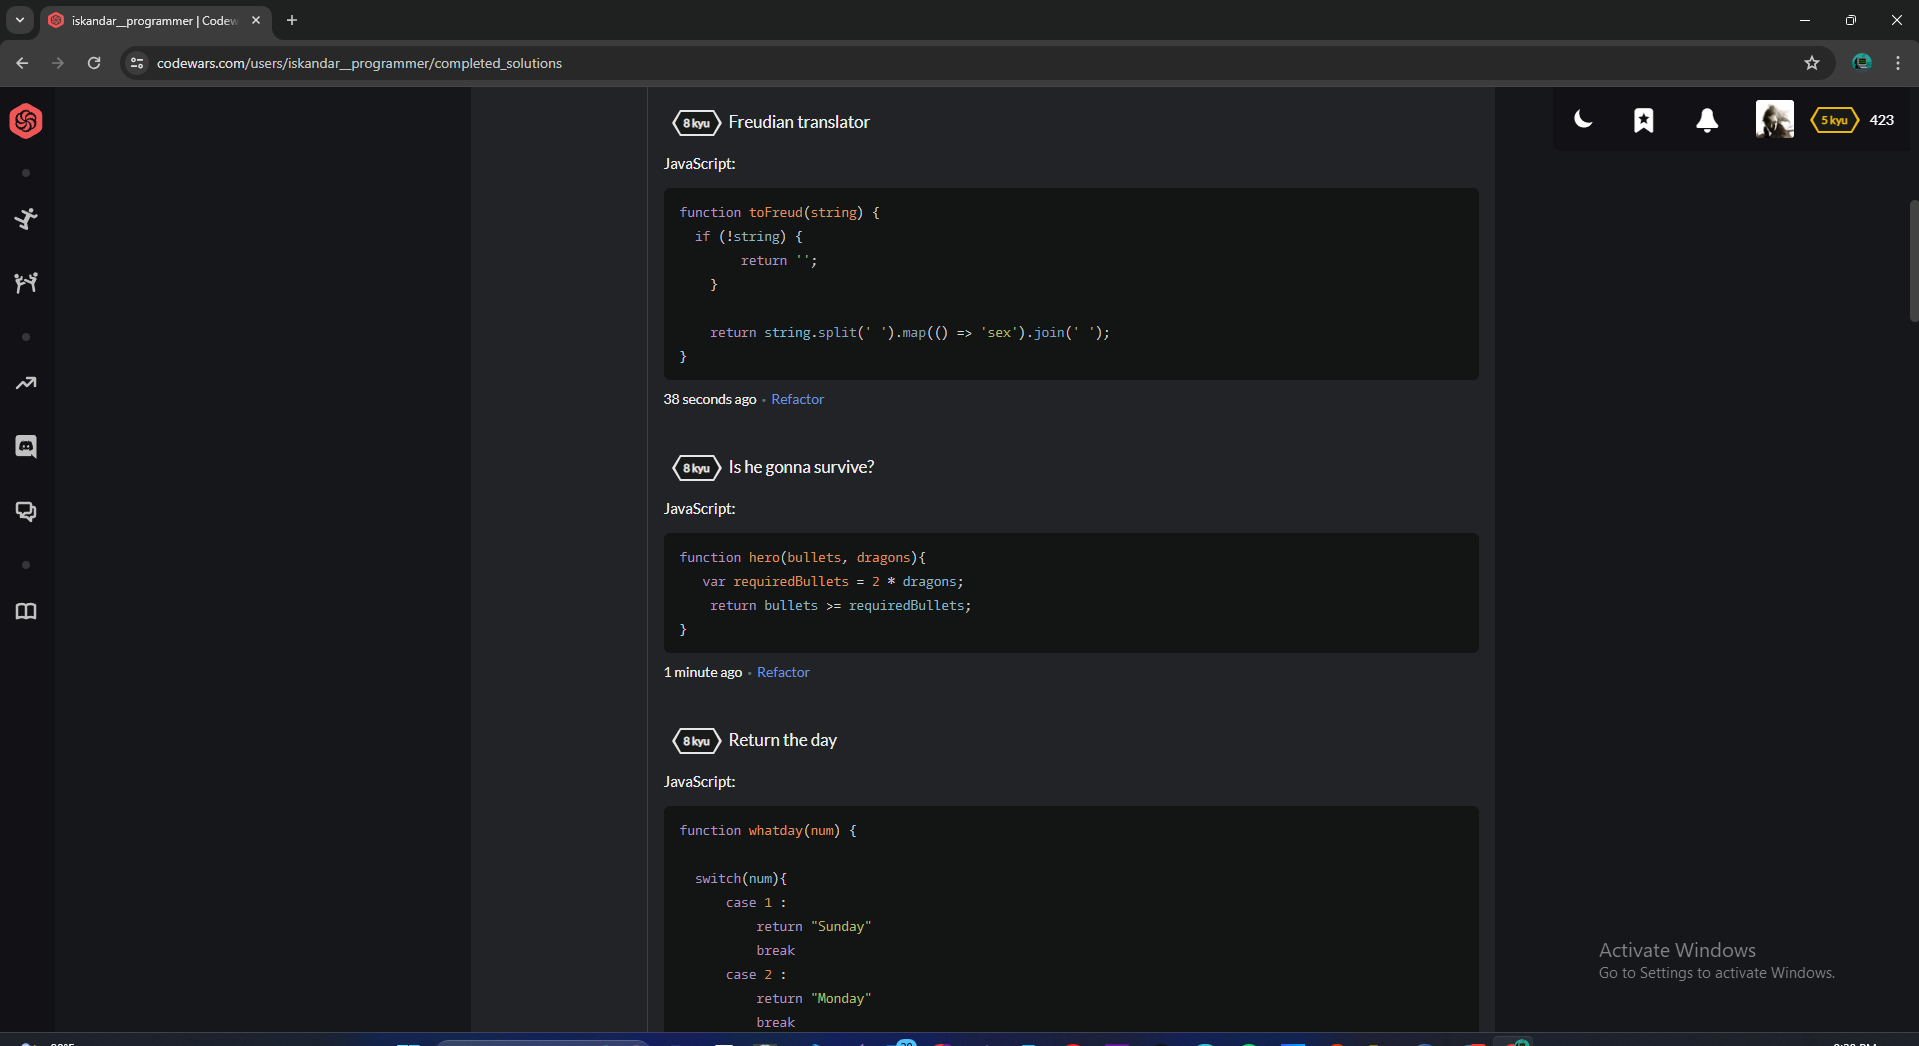 iskandar__programmer | Codew
codewars.com/users/iskandar__programmer/completed_solutions
5 kyu 423
8 kyu Freudian translator
JavaScript:
function toFreud(string) {
  if (!string) {
        return '';
    }
    return string.split(' ').map(() => 'sex').join(' ');
}
38 seconds ago • Refactor
8 kyu Is he gonna survive?
JavaScript:
function hero(bullets, dragons){
   var requiredBullets = 2 * dragons;
    return bullets >= requiredBullets;
}
1 minute ago • Refactor
8 kyu Return the day
JavaScript:
function whatday(num) {
  switch(num){
      case 1 :
          return "Sunday"
          break
      case 2 :
          return "Monday"
          break
Activate Windows
Go to Settings to activate Windows.